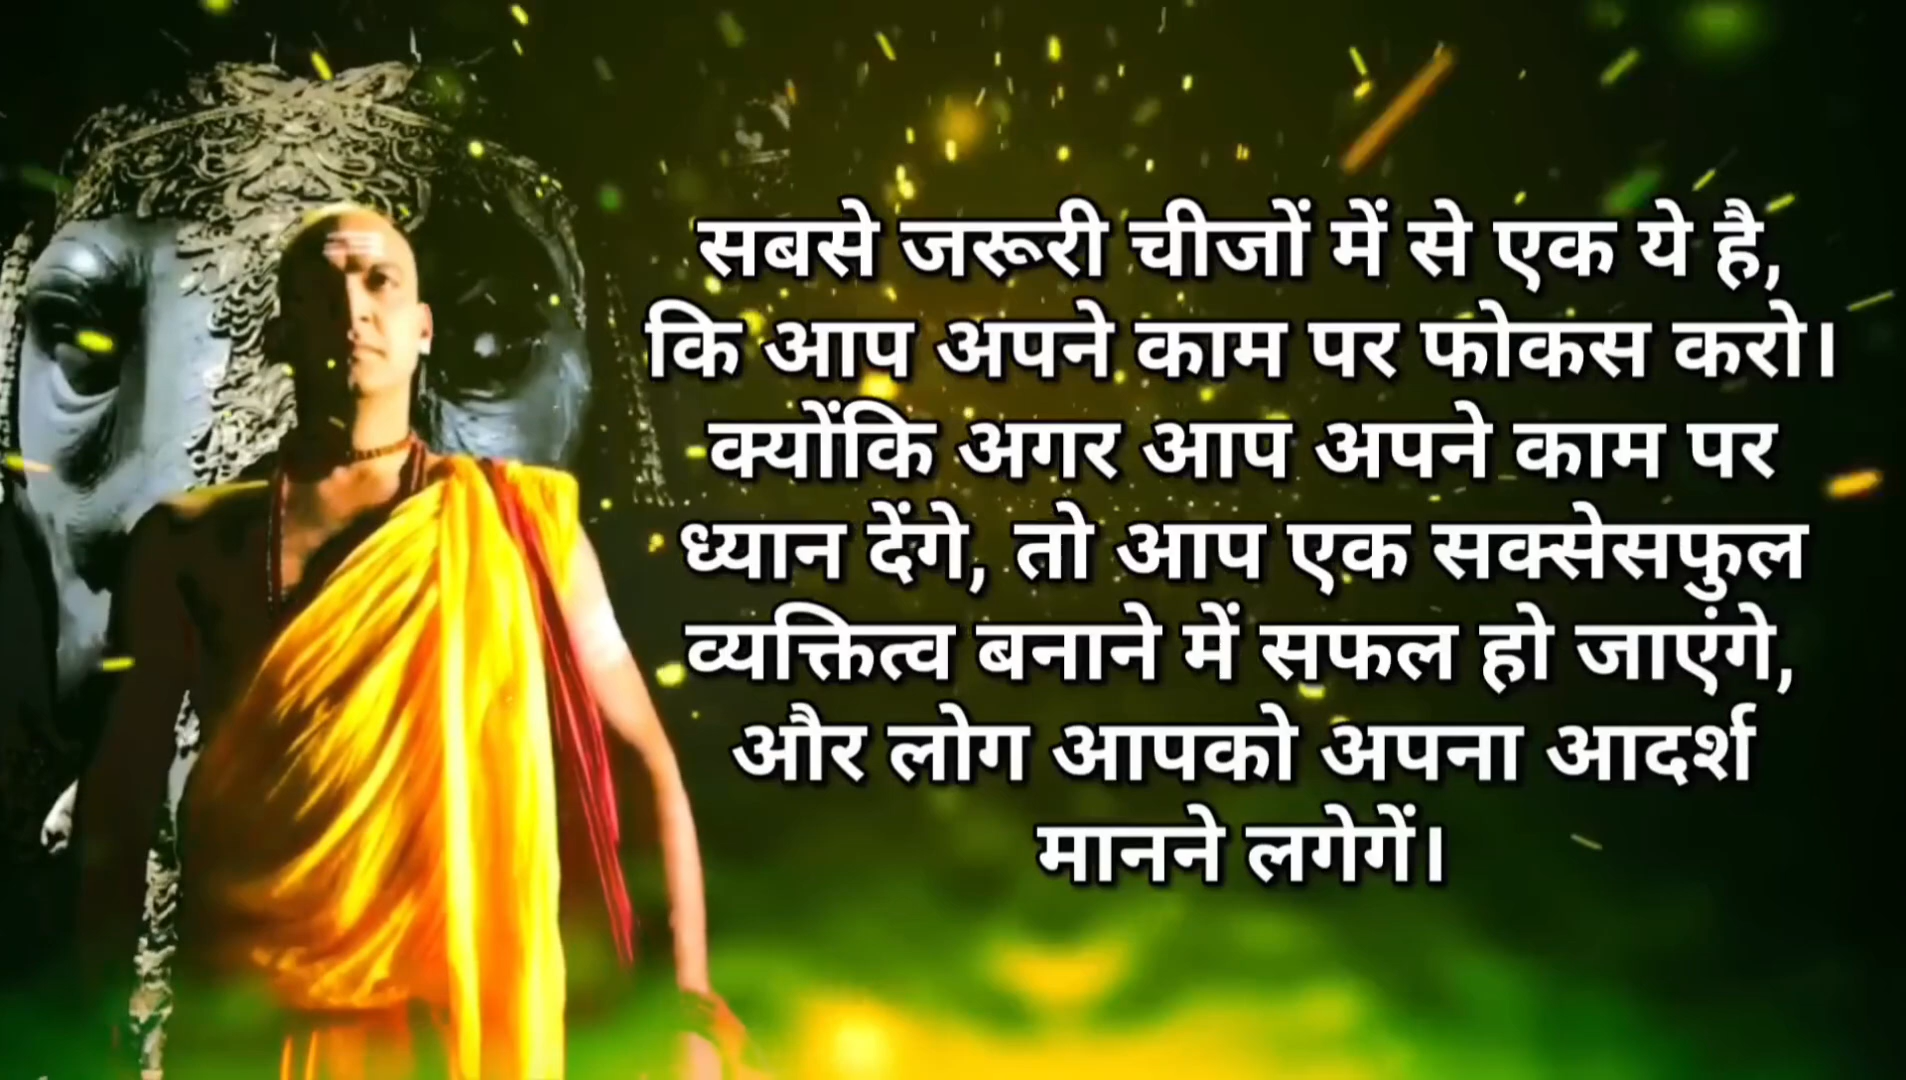 सबसे जरूरी चीजों में से एक ये है,
कि आप अपने काम पर फोकस करो।
क्योंकि अगर आप अपने काम पर
ध्यान देंगे, तो आप एक सक्सेसफुल
व्यक्तित्व बनाने में सफल हो जाएंगे,
और लोग आपको अपना आदर्श
मानने लगेगें।